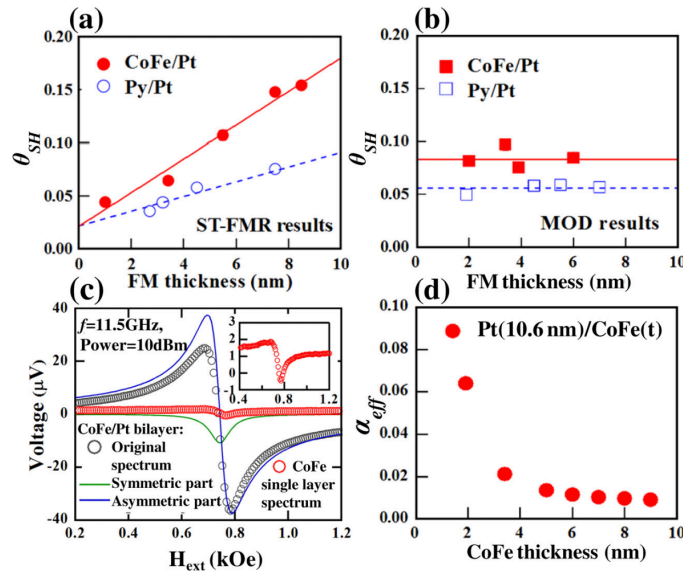 (a)
CoFe/Pt
Py/Pt
θSH
0.20
0.15
0.10
0.05
0.00
ST-FMR results
0 2 4 6 8 10
FM thickness (nm)
(b)
CoFe/Pt
Py/Pt
θSH
0.20
0.15
0.10
0.05
0.00
MOD results
0 2 4 6 8 10
FM thickness (nm)
(c)
f=11.5GHz,
Power=10dBm
Voltage (μV)
40
20
0
-20
-40
3
2
1
0
0.4 0.8 1.2
CoFe/Pt bilayer:
Original
spectrum
Symmetric part
Asymmetric part
CoFe
single layer
spectrum
0.2 0.4 0.6 0.8 1.0 1.2
Hext (kOe)
(d)
Pt(10.6 nm)/CoFe(t)
αeff
0.10
0.08
0.06
0.04
0.02
0.00
0 2 4 6 8 10
CoFe thickness (nm)